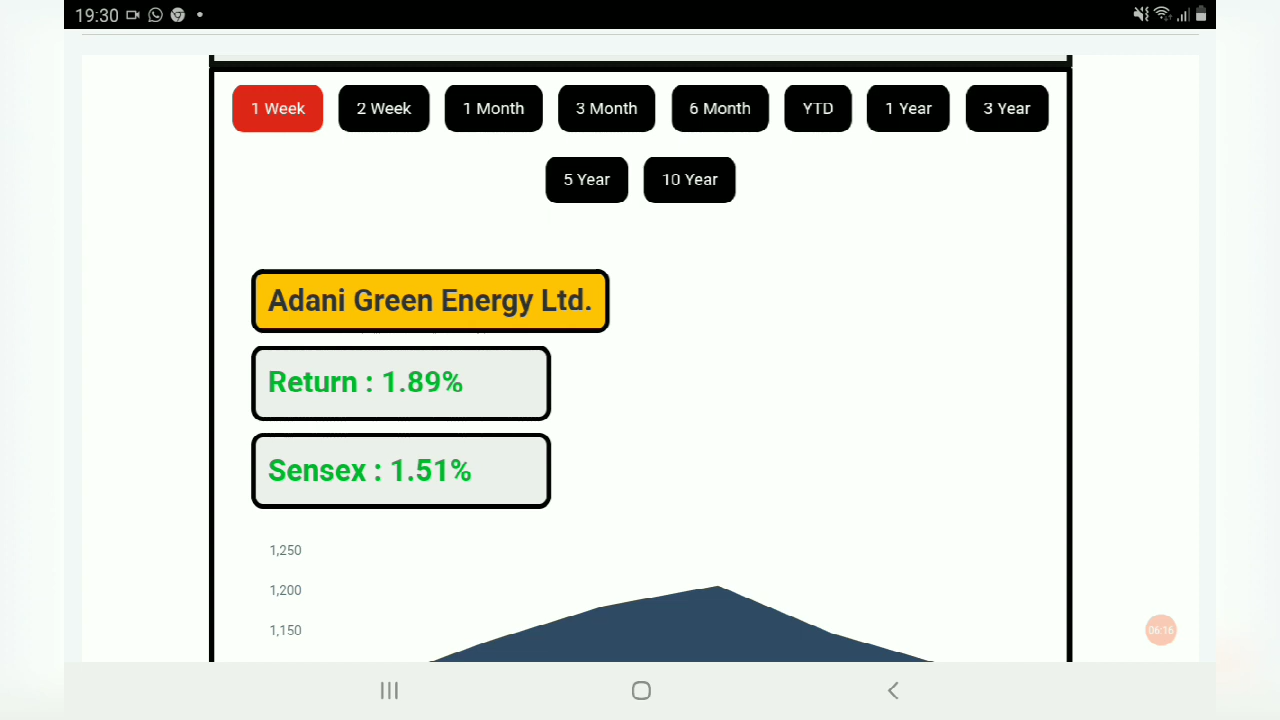 19:30
1 Week 2 Week 1 Month 3 Month 6 Month YTD 1 Year 3 Year
5 Year 10 Year
Adani Green Energy Ltd.
Return : 1.89%
Sensex : 1.51%
1,250
1,200
1,150
06:16